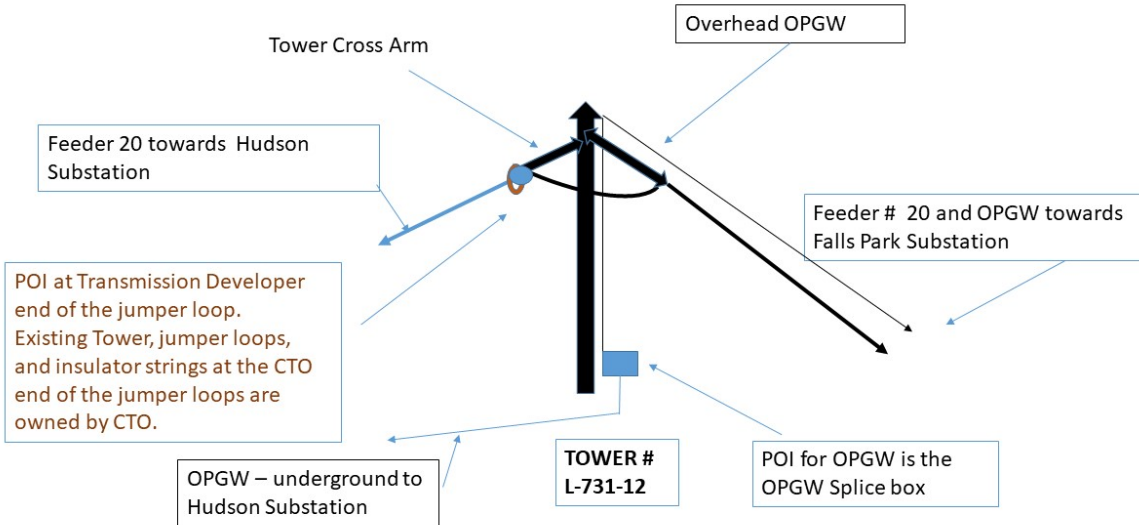 Overhead OPGW
Tower Cross Arm
Feeder 20 towards Hudson
Substation
Feeder # 20 and OPGW towards
Falls Park Substation
POI at Transmission Developer
end of the jumper loop.
Existing Tower, jumper loops,
and insulator strings at the CTO
end of the jumper loops are
owned by CTO.
OPGW – underground to
Hudson Substation
TOWER #
L-731-12
POI for OPGW is the
OPGW Splice box